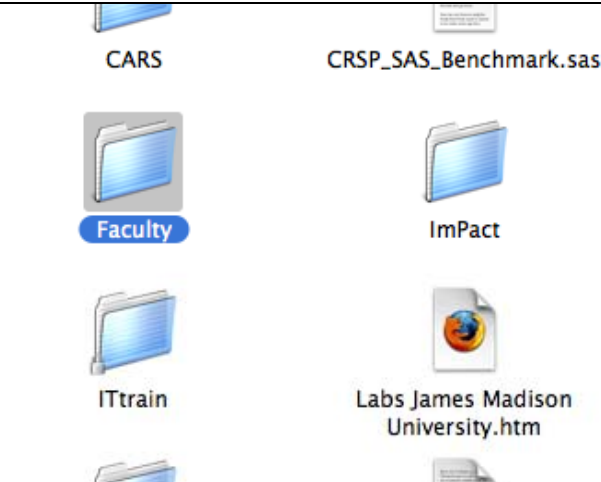 CARS
CRSP_SAS_Benchmark.sas
Faculty
ImPact
ITtrain
Labs James Madison
University.htm